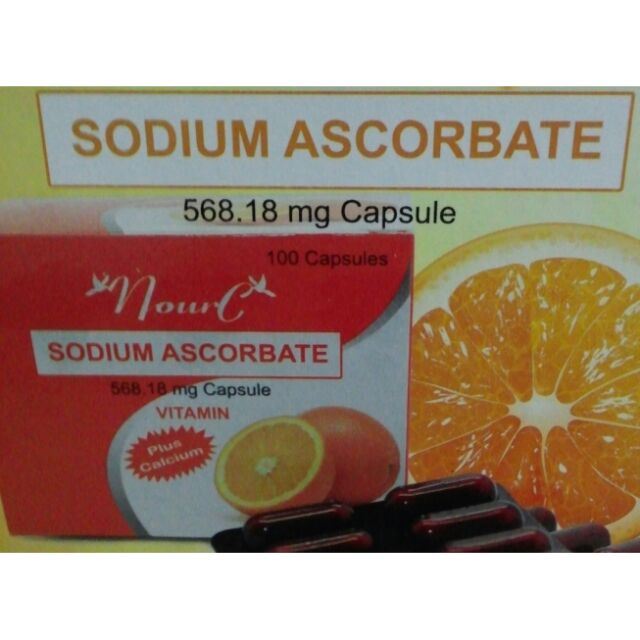 SODIUM ASCORBATE
568.18 mg Capsule
100 Capsules
NourC
SODIUM ASCORBATE
568.18 mg Capsule
VITAMIN
Plus
Calcium